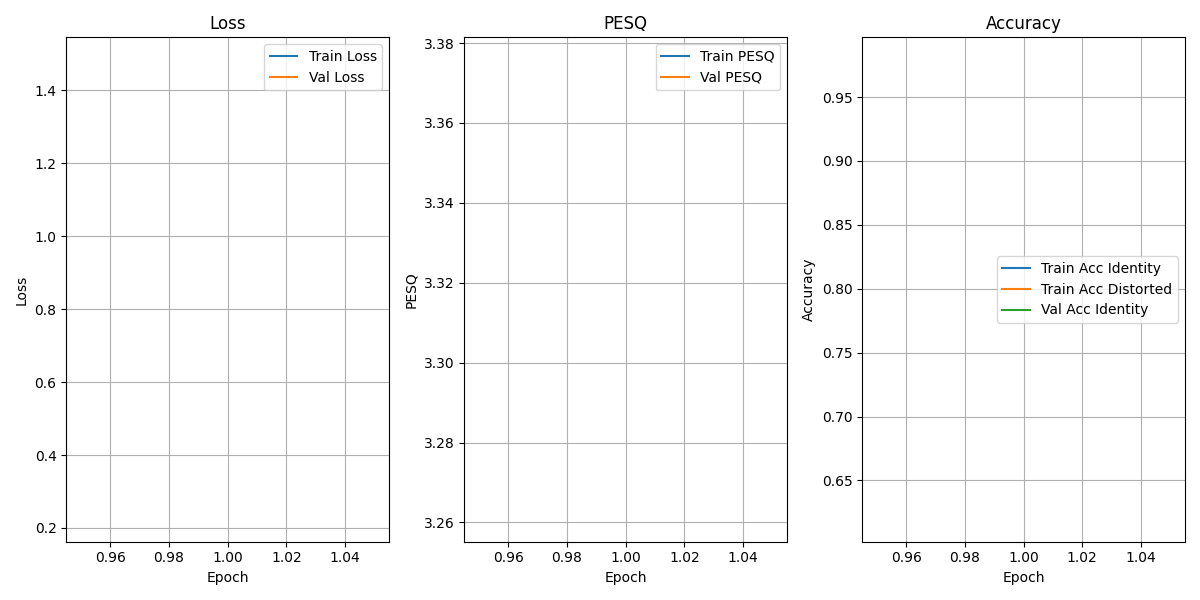 Loss
Train Loss
Val Loss
1.4
1.2
1.0
0.8
0.6
0.4
0.2
Loss
0.96 0.98 1.00 1.02 1.04
Epoch
PESQ
Train PESQ
Val PESQ
3.38
3.36
3.34
3.32
3.30
3.28
3.26
PESQ
0.96 0.98 1.00 1.02 1.04
Epoch
Accuracy
0.95
0.90
0.85
0.80
0.75
0.70
0.65
Accuracy
Train Acc Identity
Train Acc Distorted
Val Acc Identity
0.96 0.98 1.00 1.02 1.04
Epoch